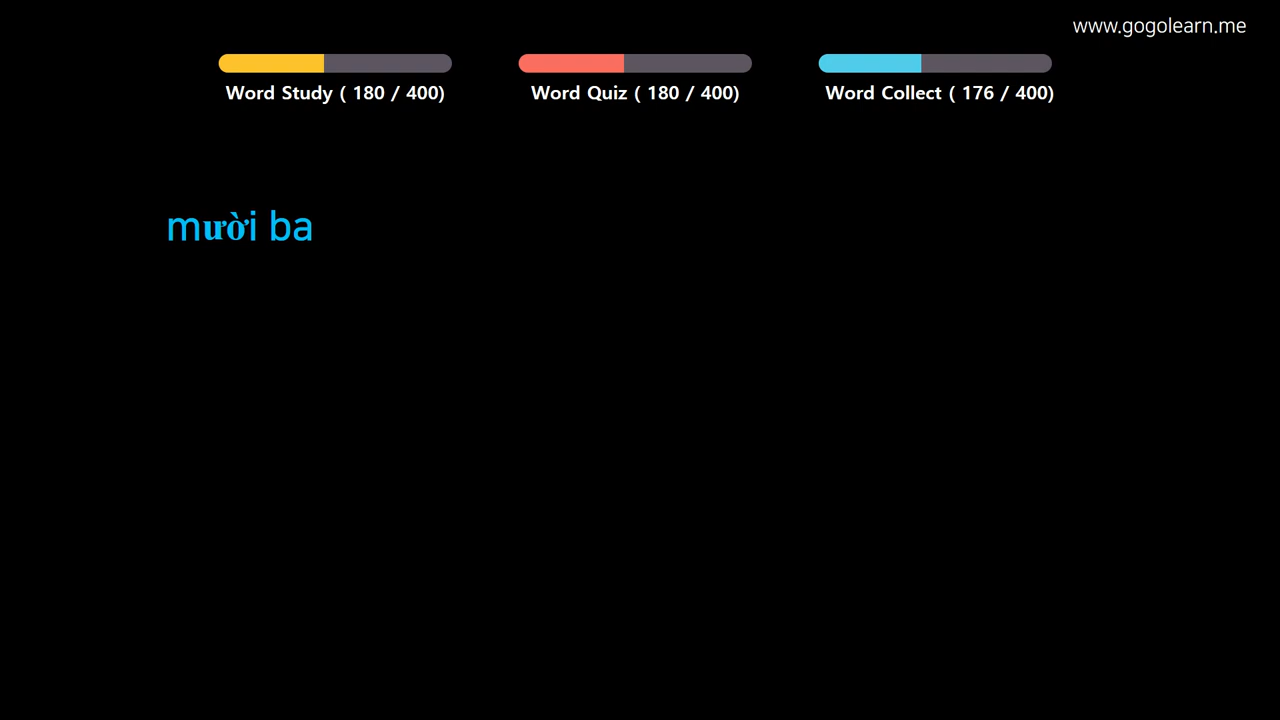 www.gogolearn.me
Word Study ( 180 / 400)
Word Quiz ( 180 / 400)
Word Collect ( 176 / 400)
mười ba